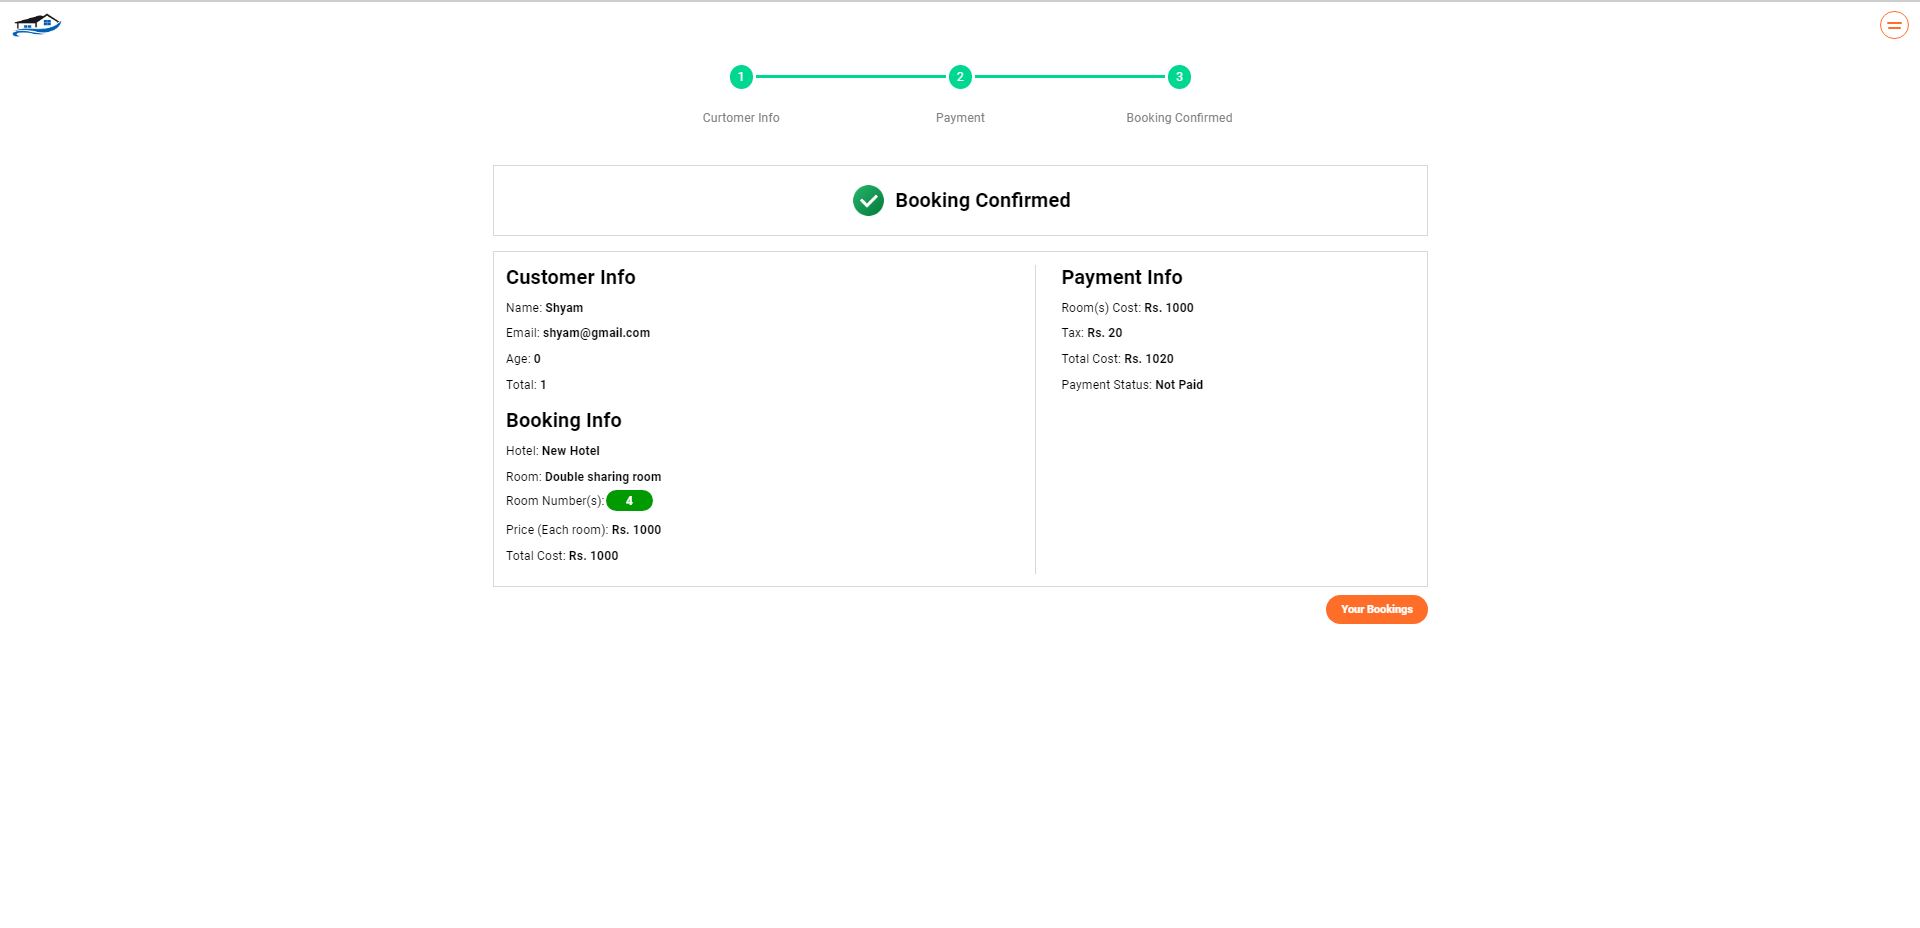 1
2
3
Curtomer Info
Payment
Booking Confirmed
Booking Confirmed
Customer Info
Name: Shyam
Email: shyam@gmail.com
Age: 0
Total: 1
Booking Info
Hotel: New Hotel
Room: Double sharing room
Room Number(s): 4
Price (Each room): Rs. 1000
Total Cost: Rs. 1000
Payment Info
Room(s) Cost: Rs. 1000
Tax: Rs. 20
Total Cost: Rs. 1020
Payment Status: Not Paid
Your Bookings